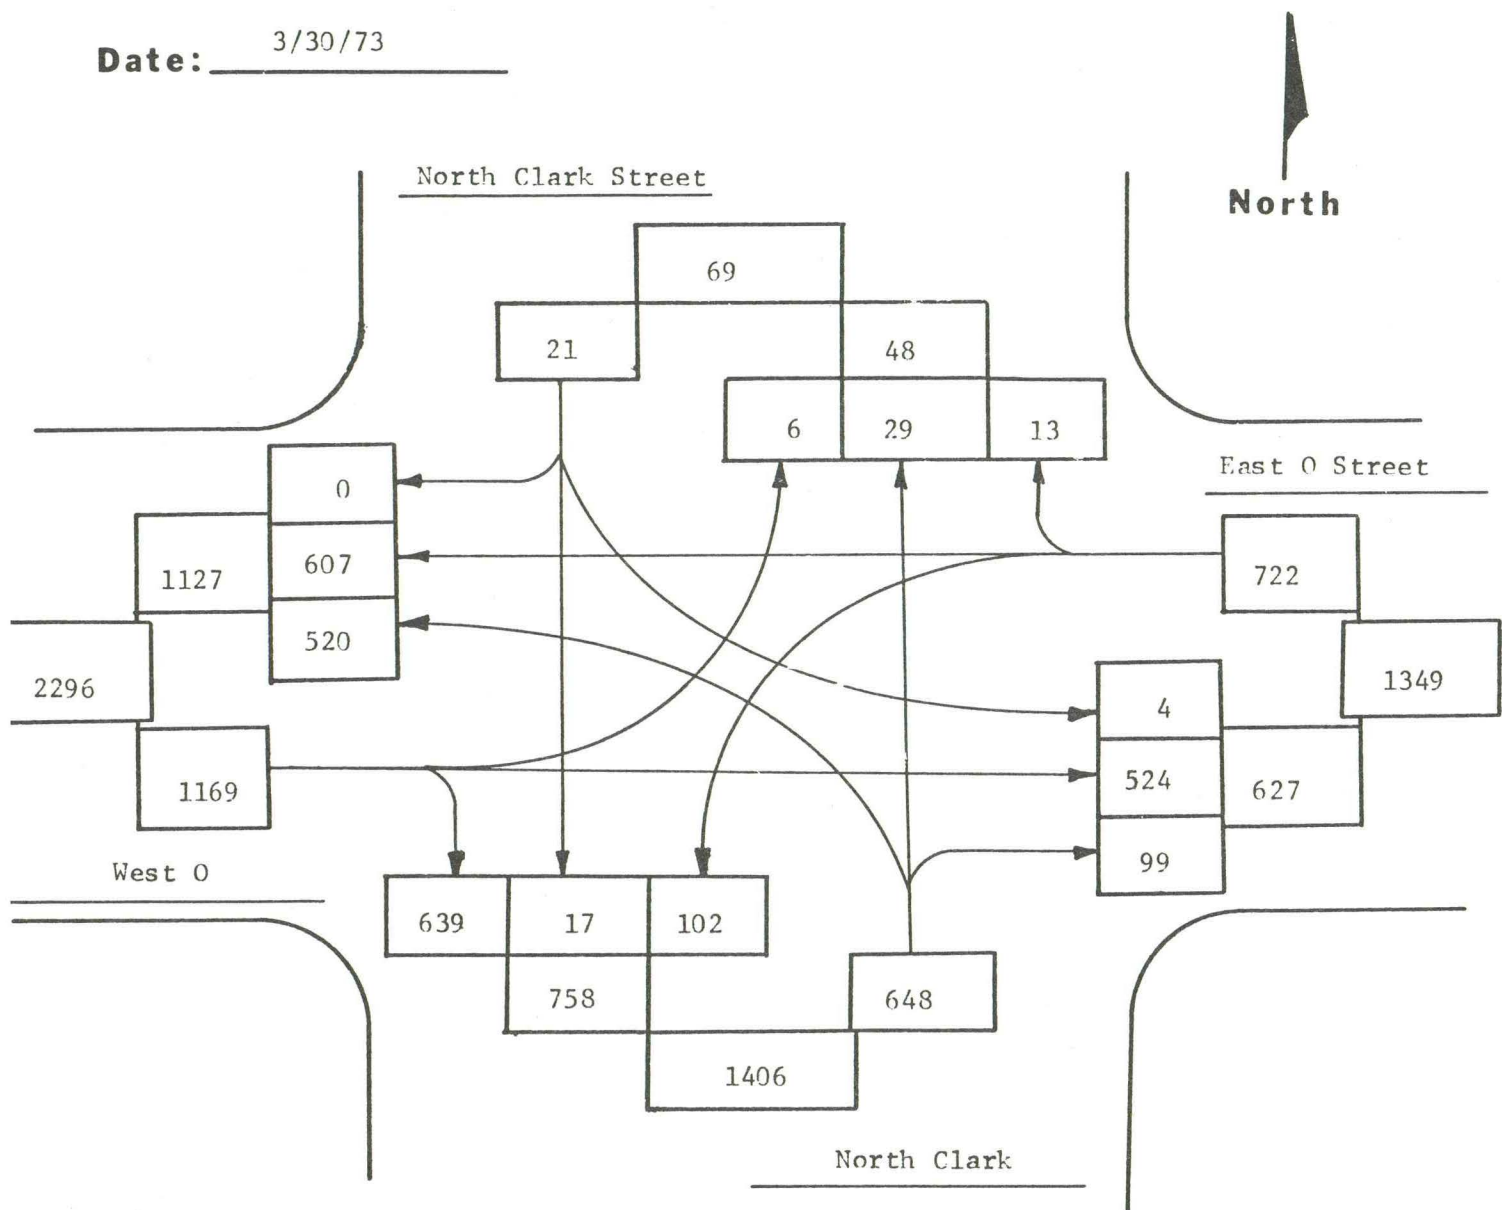 Date: 3/30/73
North Clark Street
North
69
21
48
6 29 13
East O Street
0
607
1127
520
722
2296
1349
4
524
627
1169
99
West O
639 17 102
758
648
1406
North Clark